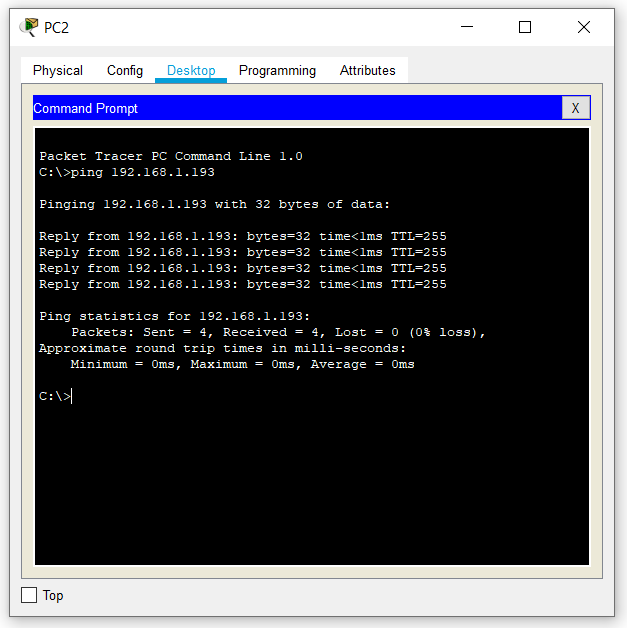 PC2
Physical Config Desktop Programming Attributes
Command Prompt X
Packet Tracer PC Command Line 1.0
C:\>ping 192.168.1.193
Pinging 192.168.1.193 with 32 bytes of data:
Reply from 192.168.1.193: bytes=32 time<1ms TTL=255
Reply from 192.168.1.193: bytes=32 time<1ms TTL=255
Reply from 192.168.1.193: bytes=32 time<1ms TTL=255
Reply from 192.168.1.193: bytes=32 time<1ms TTL=255
Ping statistics for 192.168.1.193:
    Packets: Sent = 4, Received = 4, Lost = 0 (0% loss),
Approximate round trip times in milli-seconds:
    Minimum = 0ms, Maximum = 0ms, Average = 0ms
C:\>
Top